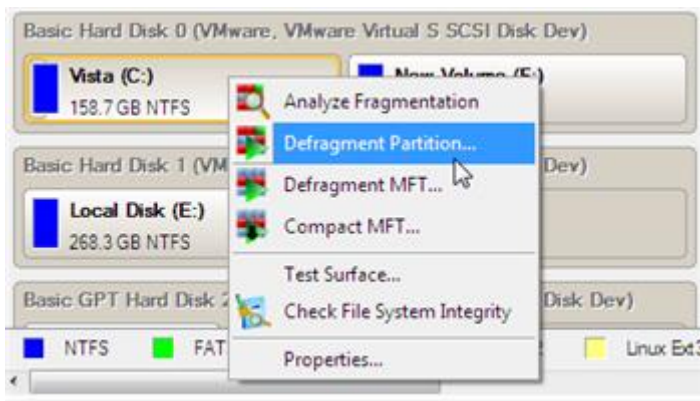 Basic Hard Disk 0 (VMware, VMware Virtual S SCSI Disk Dev)
Vista (C:)
158.7 GB NTFS
New Volume (F:)
Analyze Fragmentation
Defragment Partition...
Basic Hard Disk 1 (VM
Dev)
Defragment MFT...
Local Disk (E:)
268.3 GB NTFS
Compact MFT...
Test Surface...
Basic GPT Hard Disk 2
Disk Dev)
Check File System Integrity
NTFS
FAT
Linux Ext3
Properties...